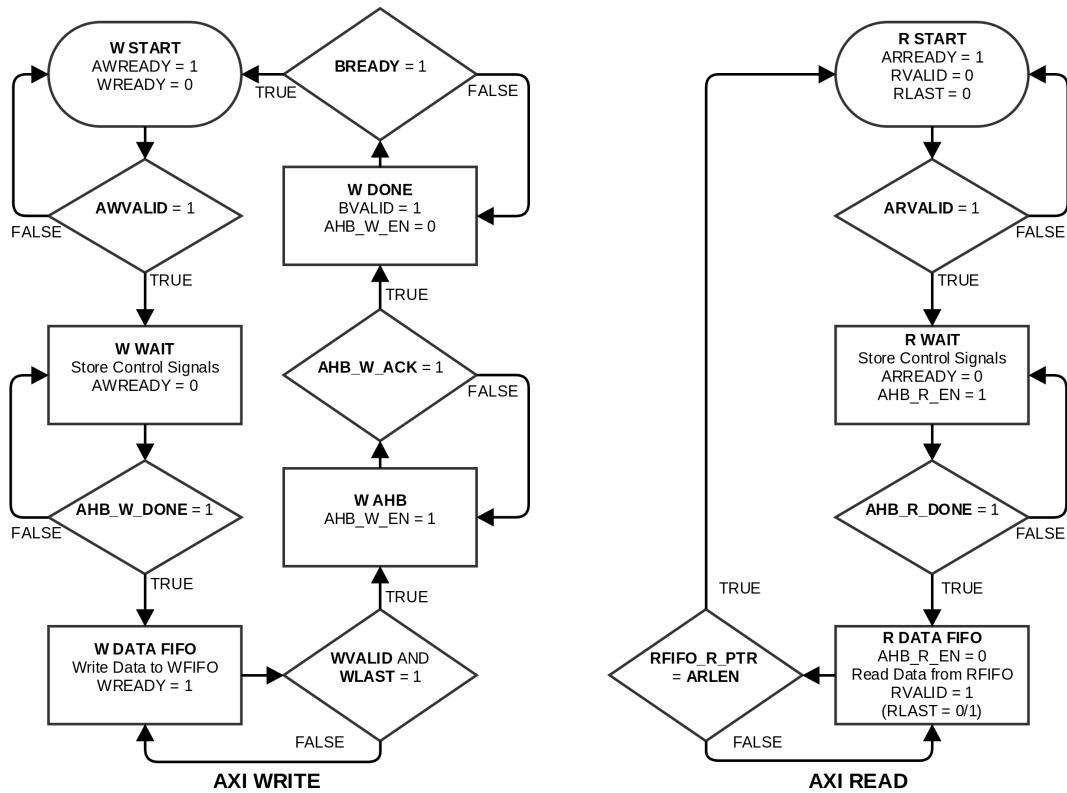 W START
AWREADY = 1
WREADY = 0
AWVALID = 1
FALSE
TRUE
W WAIT
Store Control Signals
AWREADY = 0
AHB_W_DONE = 1
FALSE
TRUE
W DATA FIFO
Write Data to WFIFO
WREADY = 1
WVALID AND
WLAST = 1
FALSE
TRUE
W AHB
AHB_W_EN = 1
AHB_W_ACK = 1
FALSE
TRUE
W DONE
BVALID = 1
AHB_W_EN = 0
BREADY = 1
FALSE
TRUE
AXI WRITE
R START
ARREADY = 1
RVALID = 0
RLAST = 0
ARVALID = 1
FALSE
TRUE
R WAIT
Store Control Signals
ARREADY = 0
AHB_R_EN = 1
AHB_R_DONE = 1
FALSE
TRUE
R DATA FIFO
AHB_R_EN = 0
Read Data from RFIFO
RVALID = 1
(RLAST = 0/1)
RFIFO_R_PTR
= ARLEN
TRUE
FALSE
AXI READ